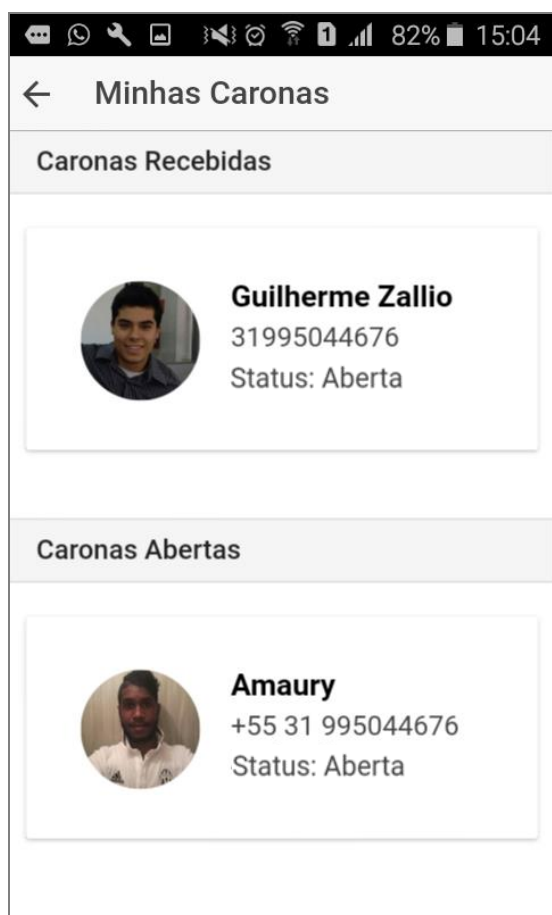 82% 15:04
Minhas Caronas
Caronas Recebidas
Guilherme Zallio
31995044676
Status: Aberta
Caronas Abertas
Amaury
+55 31 995044676
Status: Aberta